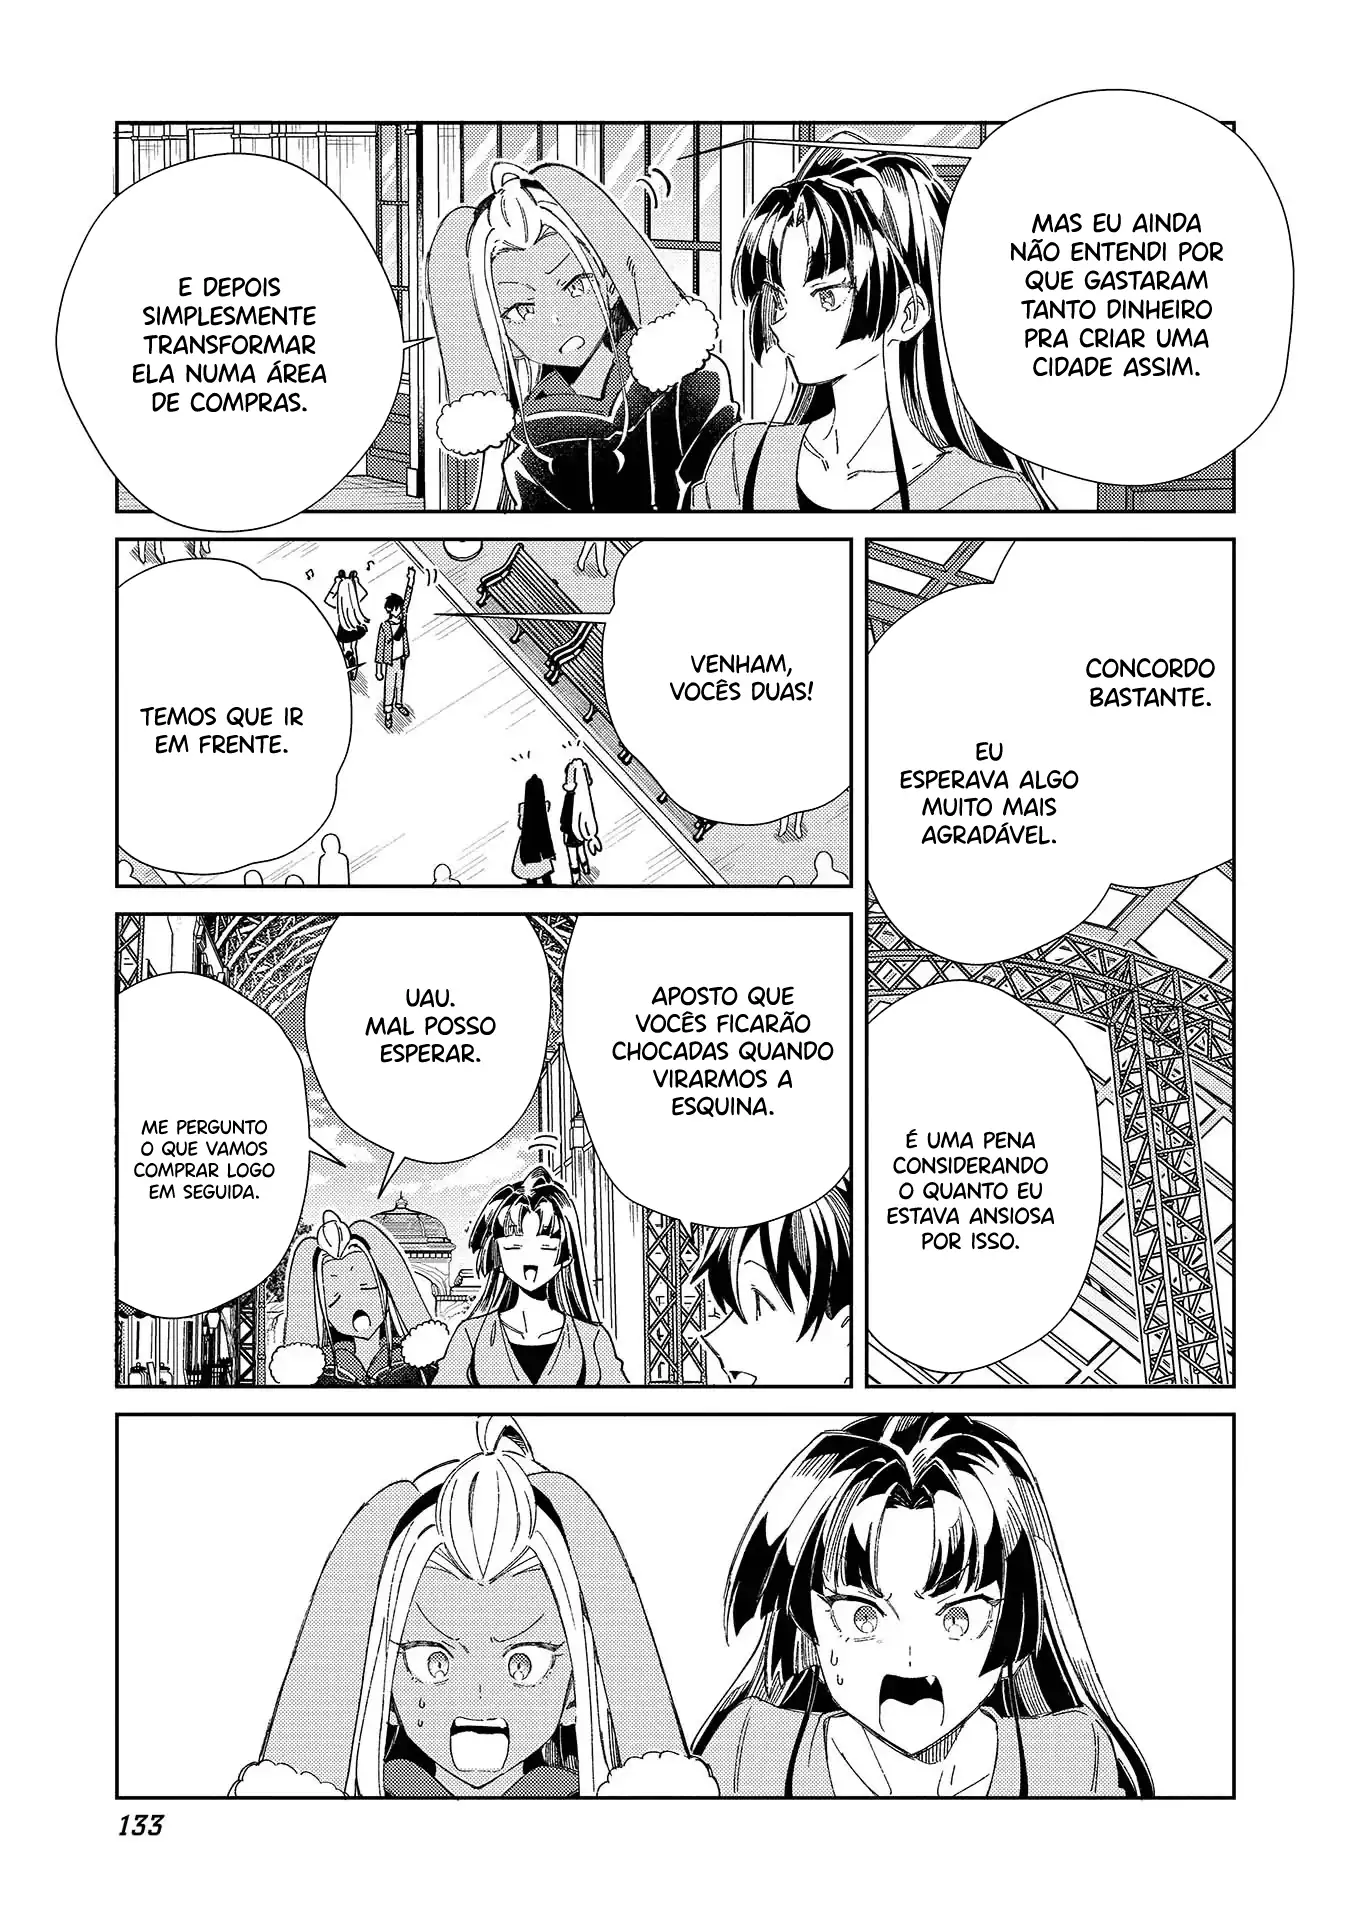 MAS EU AINDA
NÃO ENTENDI POR
QUE GASTARAM
TANTO DINHEIRO
PRA CRIAR UMA
CIDADE ASSIM.
E DEPOIS
SIMPLESMENTE
TRANSFORMAR
ELA NUMA ÁREA
DE COMPRAS.
CONCORDO
BASTANTE.
EU
ESPERAVA ALGO
MUITO MAIS
AGRADÁVEL.
É UMA PENA
CONSIDERANDO
O QUANTO EU
ESTAVA ANSIOSA
POR ISSO.
VENHAM,
VOCÊS DUAS!
TEMOS QUE IR
EM FRENTE.
APOSTO QUE
VOCÊS FICARÃO
CHOCADAS QUANDO
VIRARMOS A
ESQUINA.
UAU.
MAL POSSO
ESPERAR.
ME PERGUNTO
O QUE VAMOS
COMPRAR LOGO
EM SEGUIDA.
133